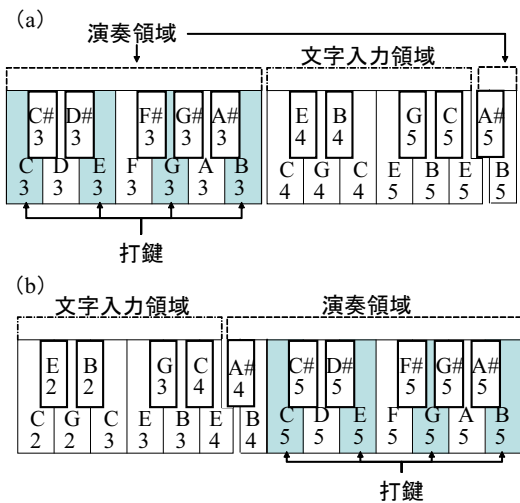 (a)
演奏領域
文字入力領域
C# D# F# G# A# E B G C A#
3 3 3 3 3 4 4 5 5 5
C D E F G A B C G C E B E B
3 3 3 3 3 3 3 4 4 4 5 5 5 5
打鍵
(b)
文字入力領域 演奏領域
E B G C A# C# D# F# G# A#
2 2 3 4 4 5 5 5 5 5
C G C E B E B C D E F G A B
2 2 3 3 3 4 4 5 5 5 5 5 5 5
打鍵